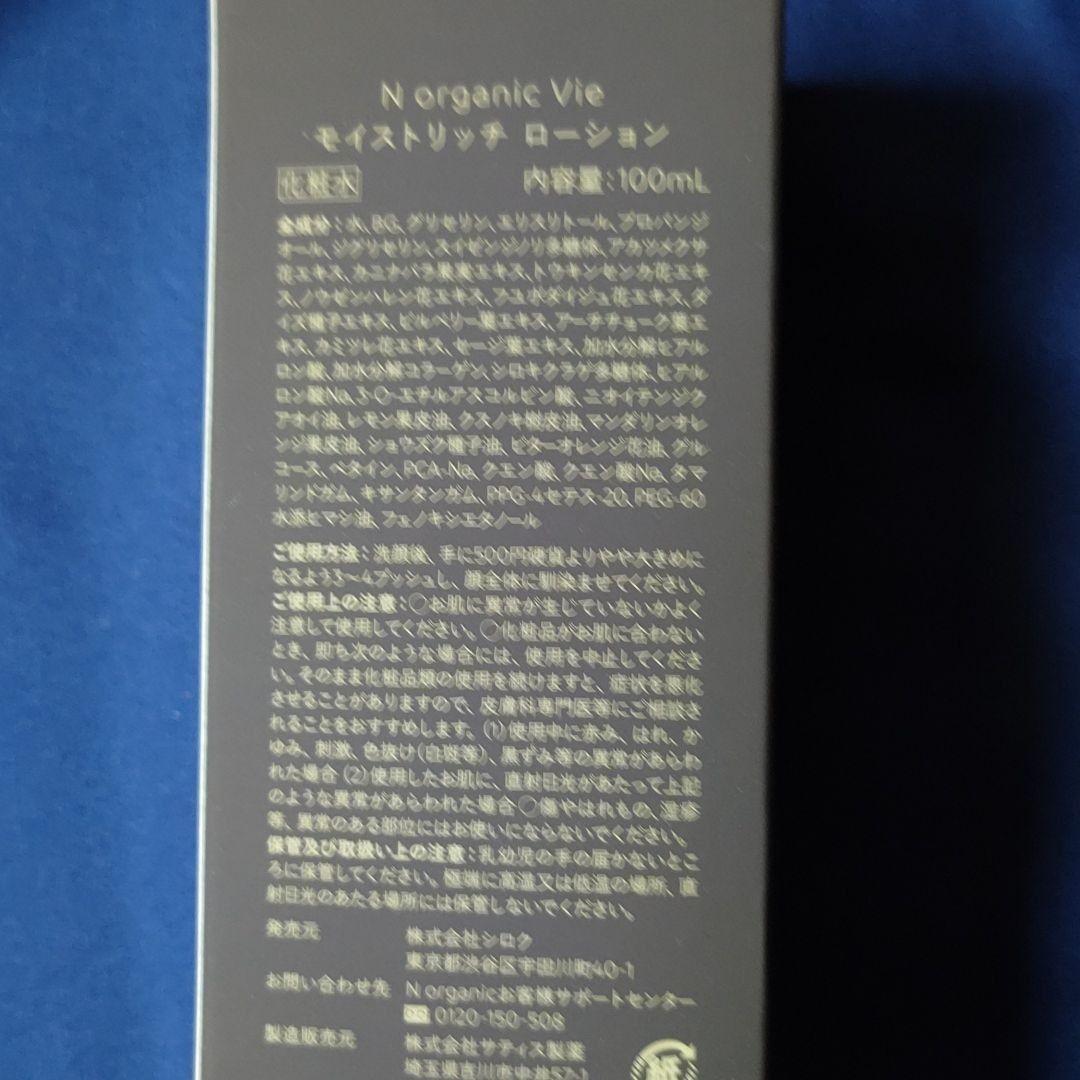 N organic Vie
モイストリッチ ローション
化粧水 内容量:100mL
全成分:水、BG、グリセリン、エリスリトール、プロパンジ
オール、ジグリセリン、スイゼンジノリ多糖体、アカツメクサ
花エキス、カニナバラ果実エキス、トウキンセンカ花エキ
ス、ノウゼンハレン花エキス、フユボダイジュ花エキス、ダ
イズ種子エキス、ビルベリー葉エキス、アーチチョーク葉エ
キス、カミツレ花エキス、セージ葉エキス、加水分解ヒアル
ロン酸、加水分解コラーゲン、シロキクラゲ多糖体、ヒアル
ロン酸Na、3-O-エチルアスコルビン酸、ニオイテンジク
アオイ油、レモン果皮油、クスノキ樹皮油、マンダリンオレ
ンジ果皮油、ショウズク種子油、ビターオレンジ花油、グル
コース、ベタイン、PCA-Na、クエン酸、クエン酸Na、タマ
リンドガム、キサンタンガム、PPG-4セテス-20、PEG-60
水添ヒマシ油、フェノキシエタノール
ご使用方法:洗顔後、手に500円硬貨よりやや大きめに
なるよう3〜4プッシュし、顔全体に馴染ませてください。
ご使用上の注意:○お肌に異常が生じていないかよく
注意して使用してください。○化粧品がお肌に合わない
とき、即ち次のような場合には、使用を中止してくださ
い。そのまま化粧品類の使用を続けますと、症状を悪化
させることがありますので、皮膚科専門医等にご相談さ
れることをおすすめします。(1)使用中に赤み、はれ、か
ゆみ、刺激、色抜け(白斑等)、黒ずみ等の異常があらわ
れた場合 (2)使用したお肌に、直射日光があたって上記
のような異常があらわれた場合○傷やはれもの、湿疹
等、異常のある部位にはお使いにならないでください。
保管及び取扱い上の注意:乳幼児の手の届かないとこ
ろに保管してください。極端に高温又は低温の場所、直
射日光のあたる場所には保管しないでください。
発売元 株式会社シロク
東京都渋谷区宇田川町40-1
お問い合わせ先 N organicお客様サポートセンター
0120-150-508
製造販売元 株式会社サティス製薬
埼玉県吉川市中井57-1
紙